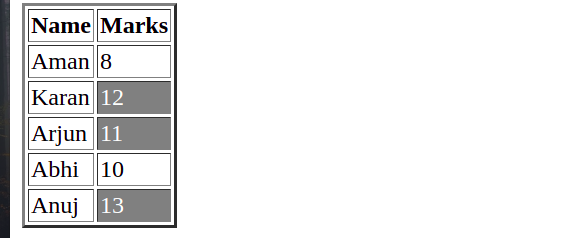 Name Marks
Aman 8
Karan 12
Arjun 11
Abhi 10
Anuj 13